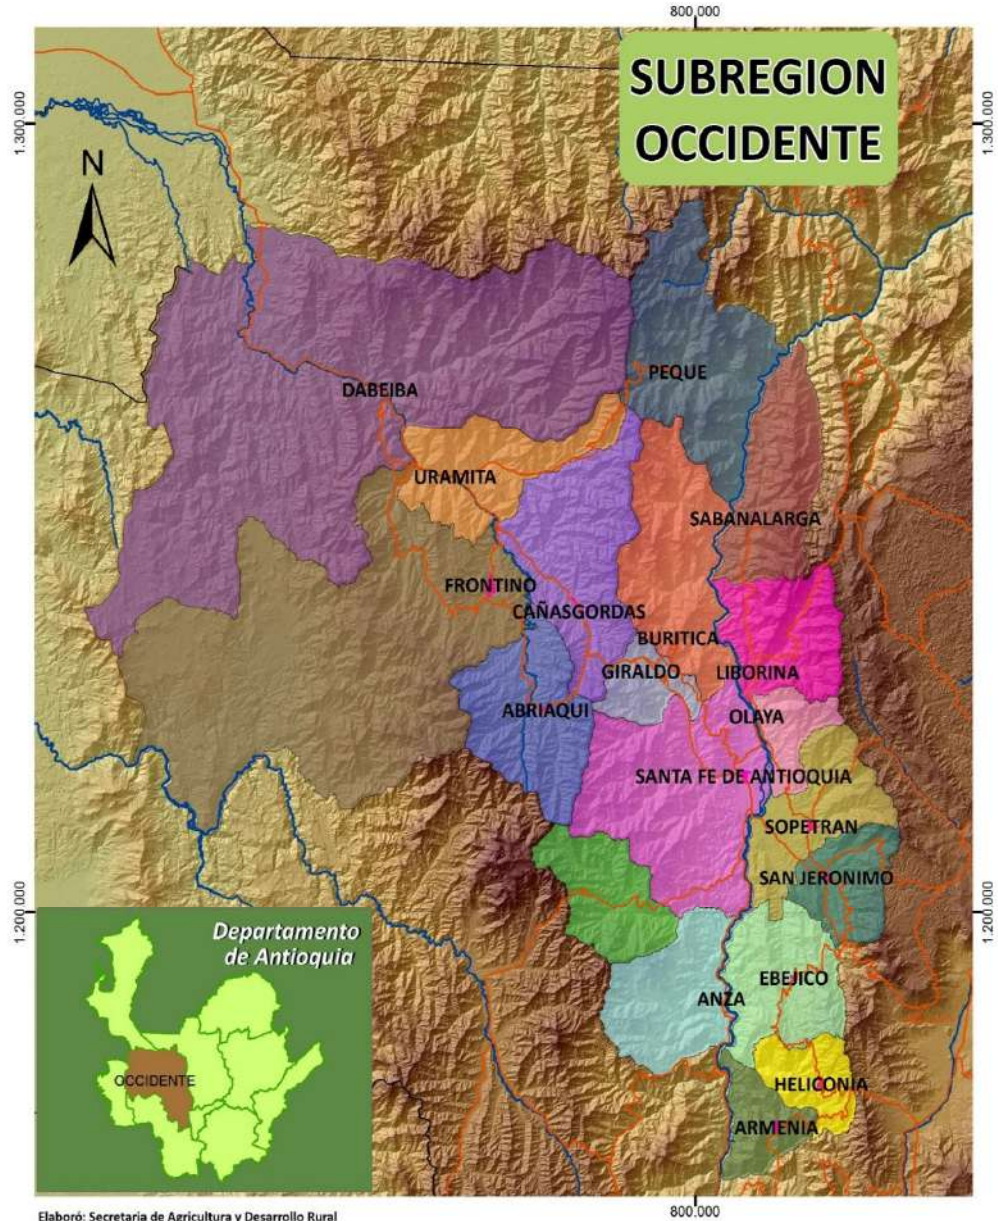 800.000
SUBREGION
OCCIDENTE
1.300.000
1.300.000
N
PEQUE
DABEIBA
URAMITA
SABANALARGA
FRONTINO
CAÑASGORDAS
BURITICA
GIRALDO
LIBORINA
ABRIAQUI
OLAYA
SANTA FE DE ANTIOQUIA
SOPETRAN
SAN JERONIMO
1.200.000
1.200.000
Departamento
de Antioquia
EBEJICO
ANZA
OCCIDENTE
HELICONIA
ARMENIA
800.000
Elaboró: Secretaria de Agricultura y Desarrollo Rural